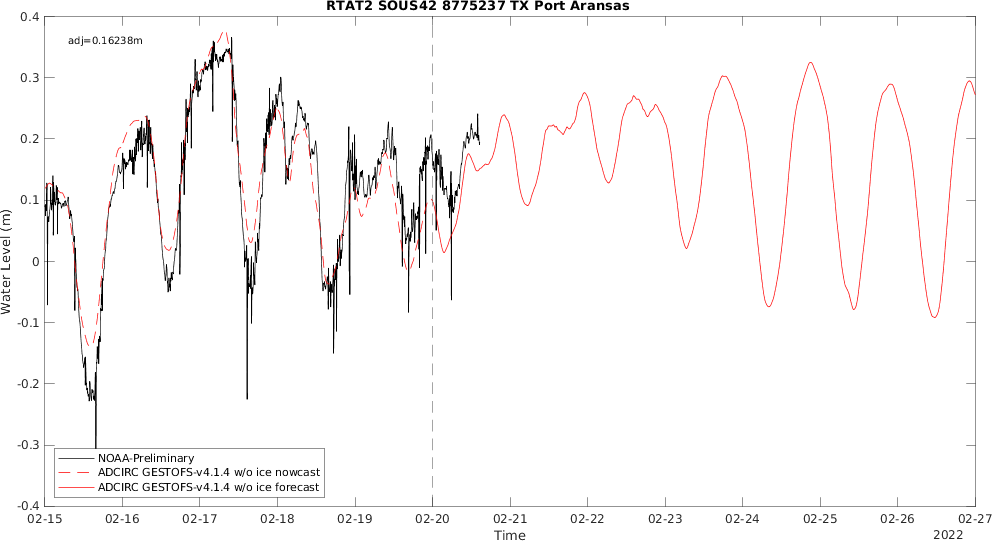 RTAT2 SOUS42 8775237 TX Port Aransas
adj=0.16238m
0.4
0.3
0.2
0.1
0
-0.1
-0.2
-0.3
-0.4
Water Level (m)
NOAA-Preliminary
ADCIRC GESTOFS-v4.1.4 w/o ice nowcast
ADCIRC GESTOFS-v4.1.4 w/o ice forecast
02-15 02-16 02-17 02-18 02-19 02-20 02-21 02-22 02-23 02-24 02-25 02-26 02-27
Time
2022